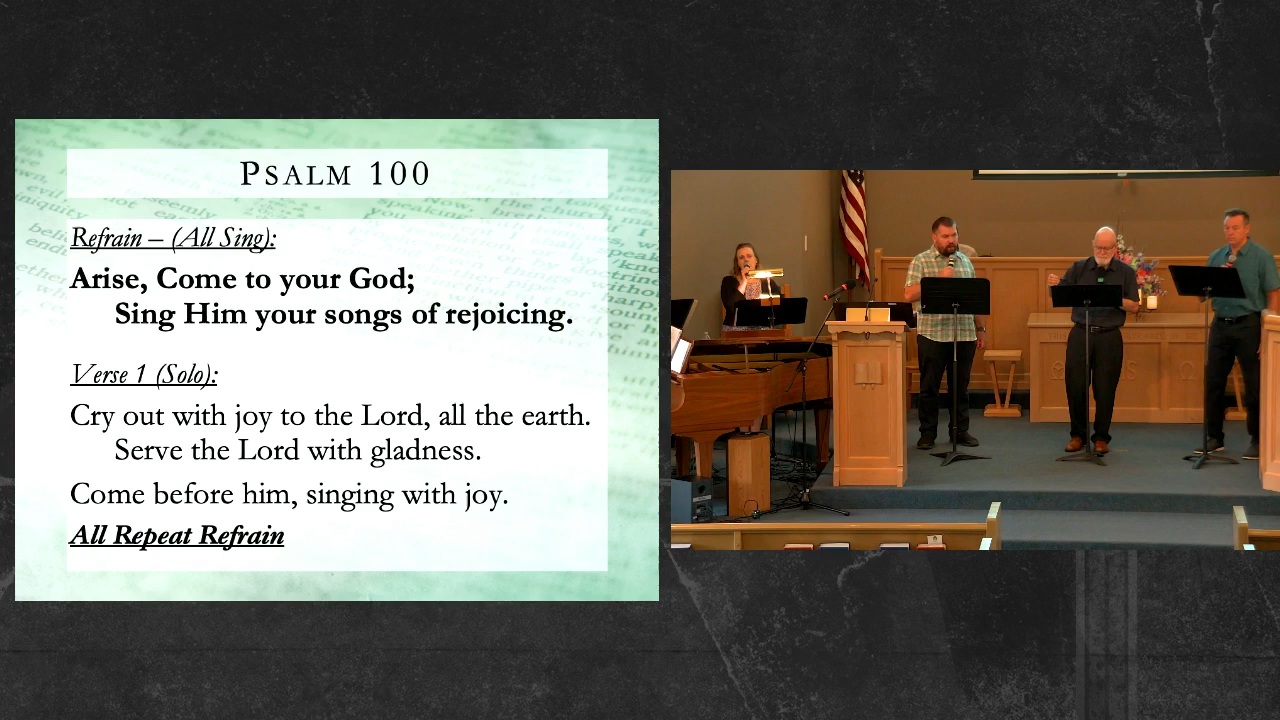 PSALM 100
Refrain – (All Sing):
Arise, Come to your God;
Sing Him your songs of rejoicing.
Verse 1 (Solo):
Cry out with joy to the Lord, all the earth.
Serve the Lord with gladness.
Come before him, singing with joy.
All Repeat Refrain